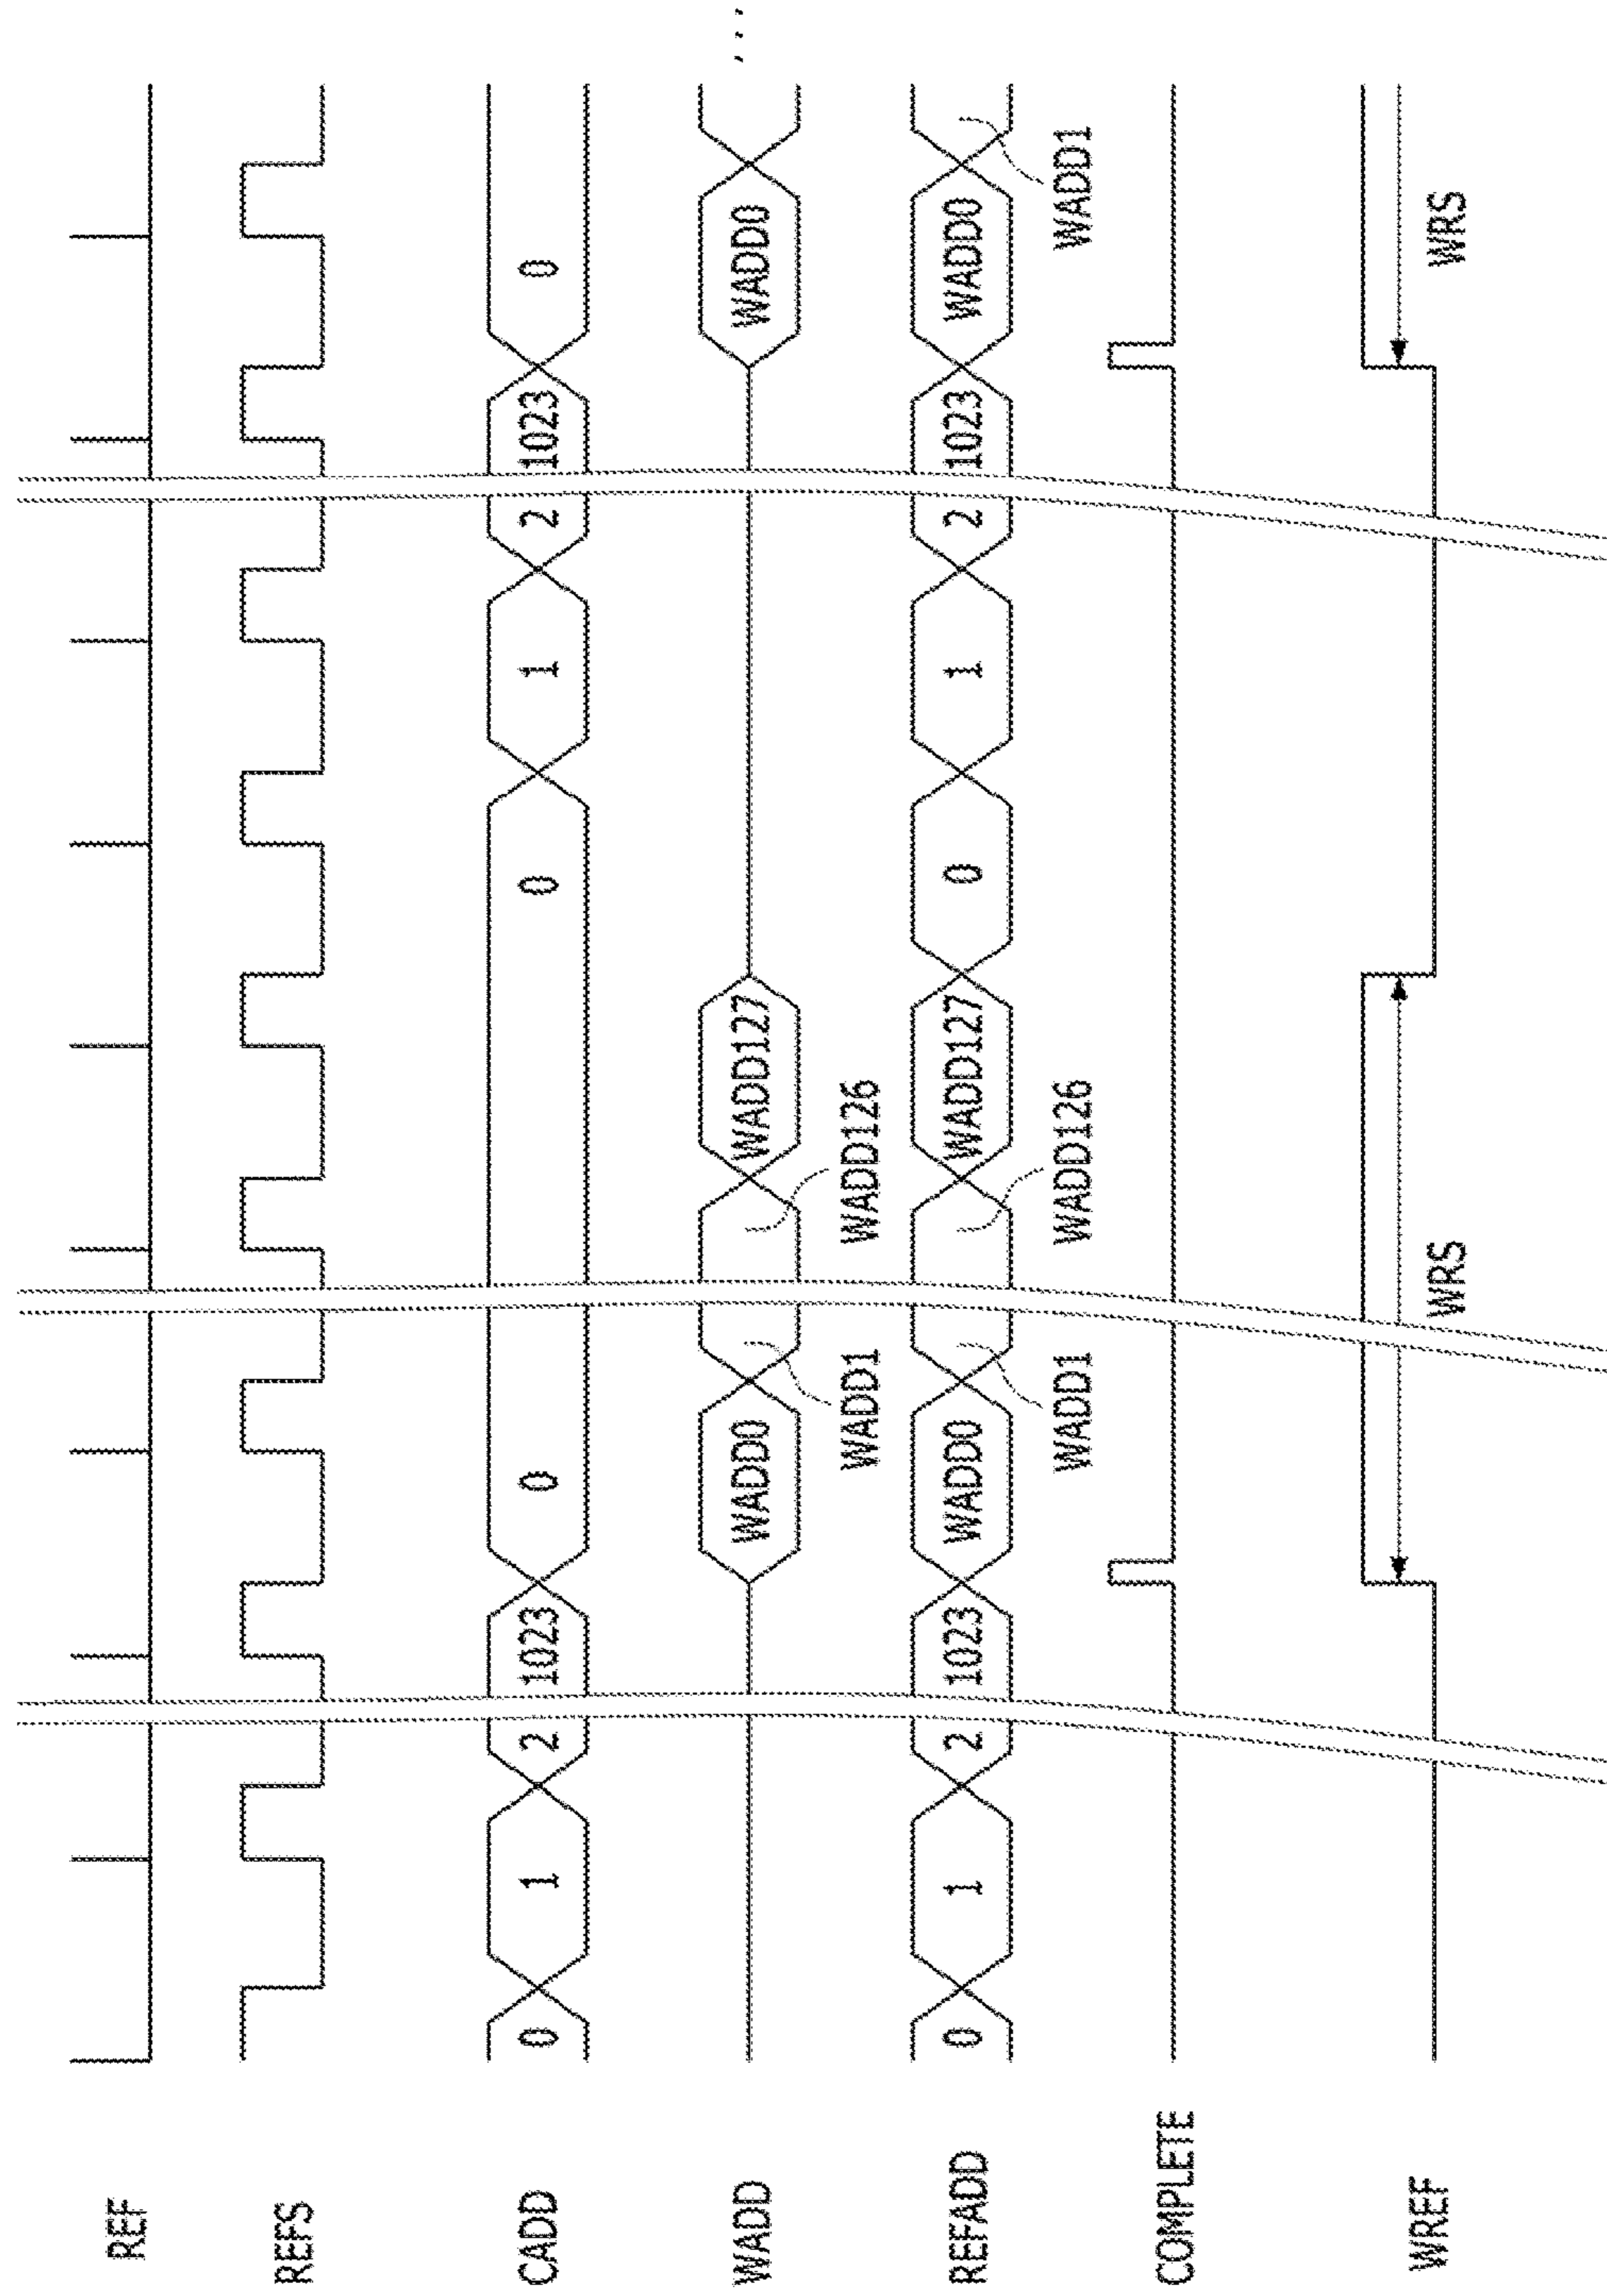 REF
REFS
CADD 0 1 2 1023 0 0 1 2 1023 0
WADD WADD0 WADD127 WADD0 ...
WADD1 WADD126
REFADD 0 1 2 1023 WADD0 WADD127 0 1 2 1023 WADD0
WADD1 WADD126 WADD1
COMPLETE
WREF
WRS WRS